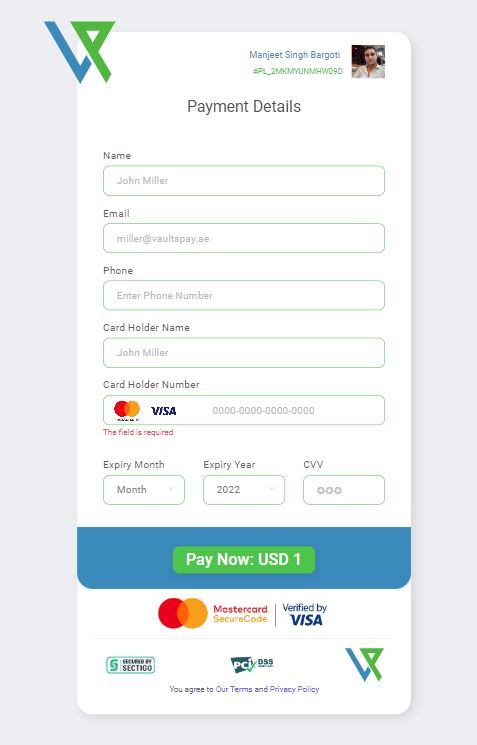 Manjeet Singh Bargoti
#PL_2MKMYUNMHW09D
Payment Details
Name
John Miller
Email
miller@vaultspay.ae
Phone
Enter Phone Number
Card Holder Name
John Miller
Card Holder Number
VISA 0000-0000-0000-0000
The field is required
Expiry Month Expiry Year CVV
Month 2022
Pay Now: USD 1
Mastercard SecureCode
Verified by VISA
SECURED BY SECTIGO
PCI DSS
You agree to Our Terms and Privacy Policy